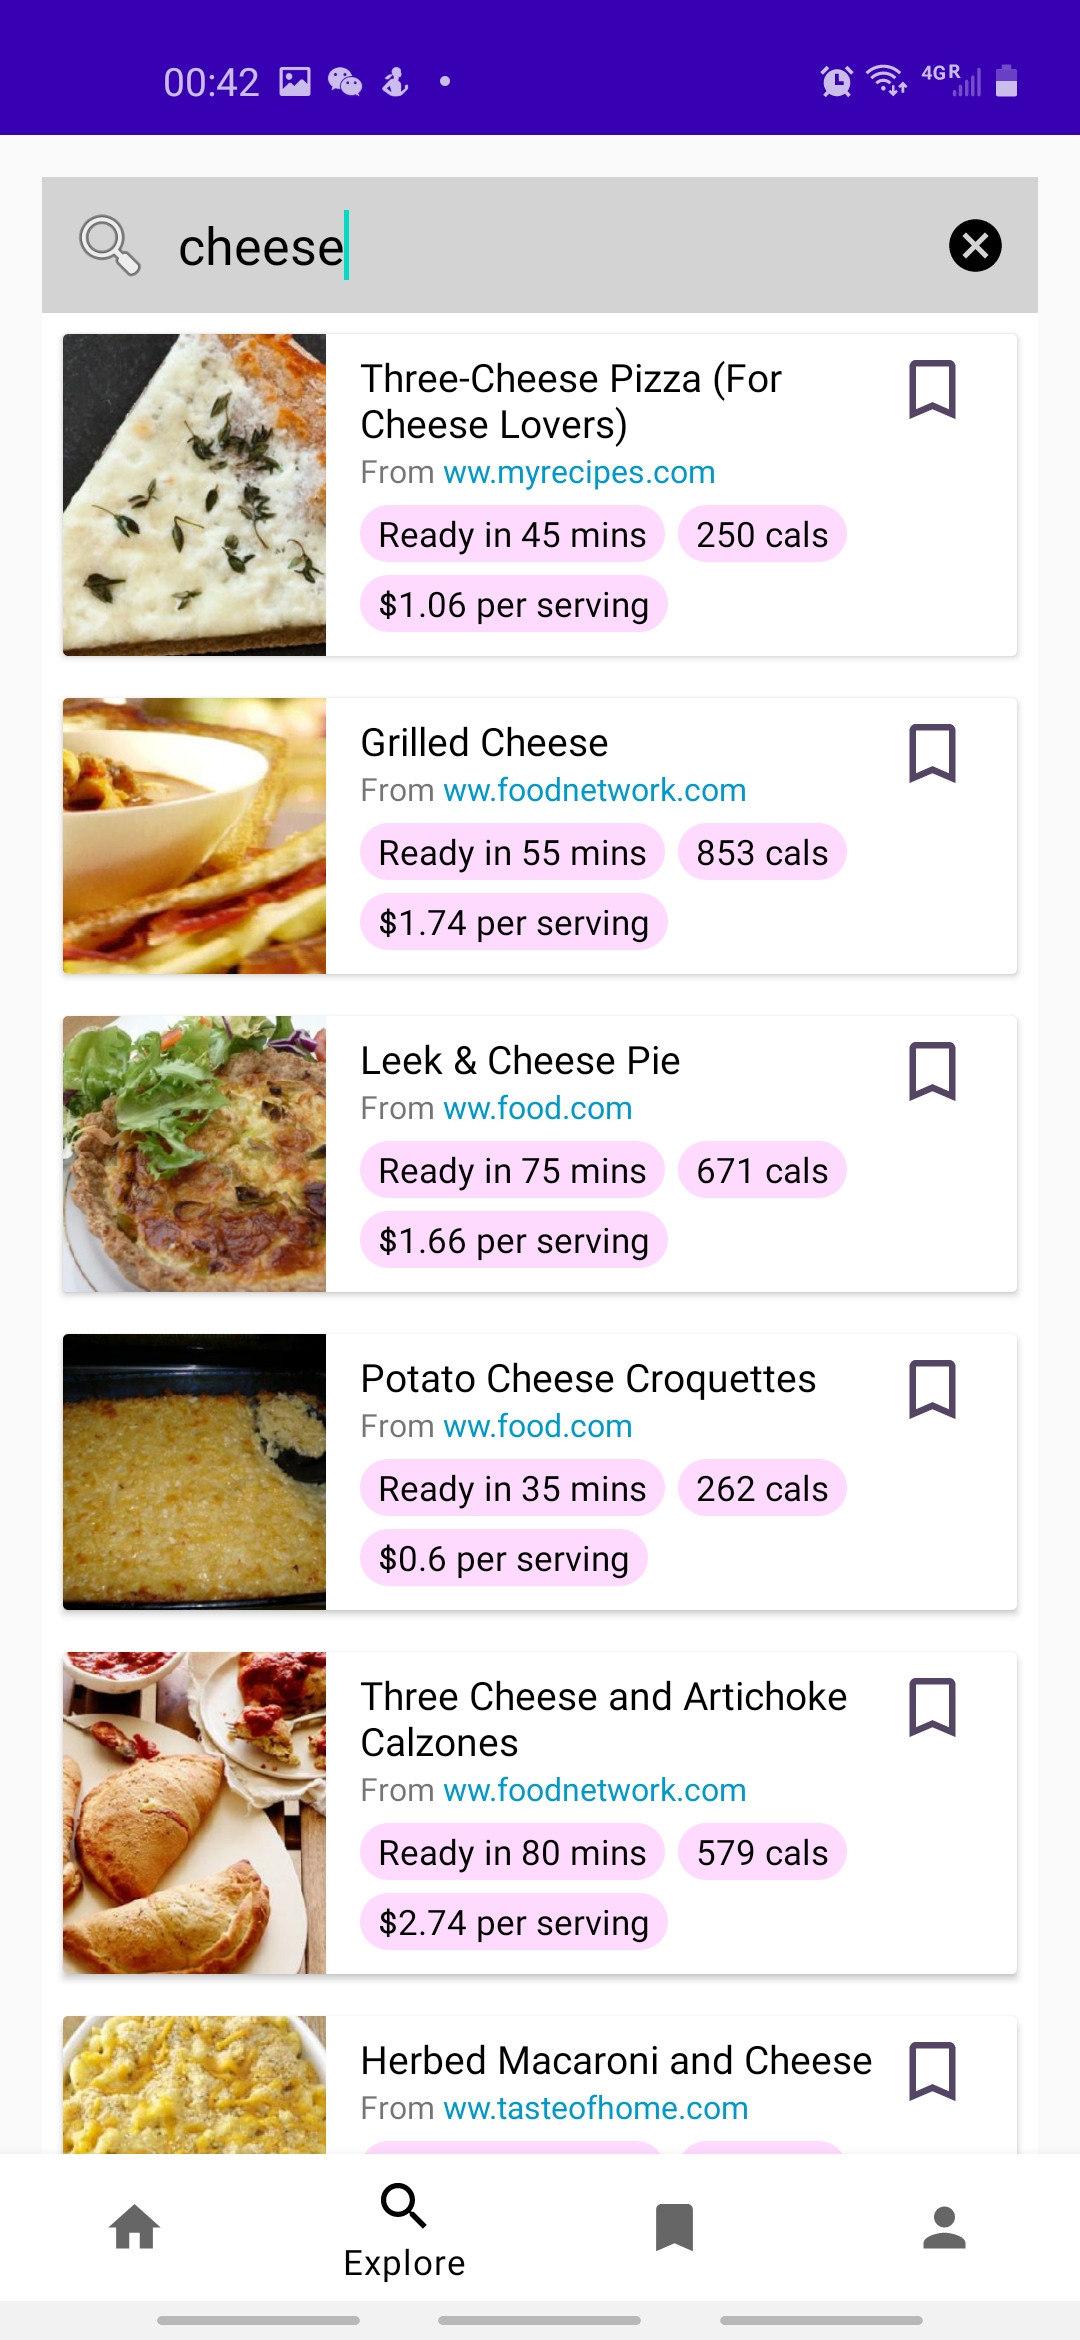 00:42
4GR
cheese
Three-Cheese Pizza (For
Cheese Lovers)
From ww.myrecipes.com
Ready in 45 mins 250 cals
$1.06 per serving
Grilled Cheese
From ww.foodnetwork.com
Ready in 55 mins 853 cals
$1.74 per serving
Leek & Cheese Pie
From ww.food.com
Ready in 75 mins 671 cals
$1.66 per serving
Potato Cheese Croquettes
From ww.food.com
Ready in 35 mins 262 cals
$0.6 per serving
Three Cheese and Artichoke
Calzones
From ww.foodnetwork.com
Ready in 80 mins 579 cals
$2.74 per serving
Herbed Macaroni and Cheese
From ww.tasteofhome.com
Explore